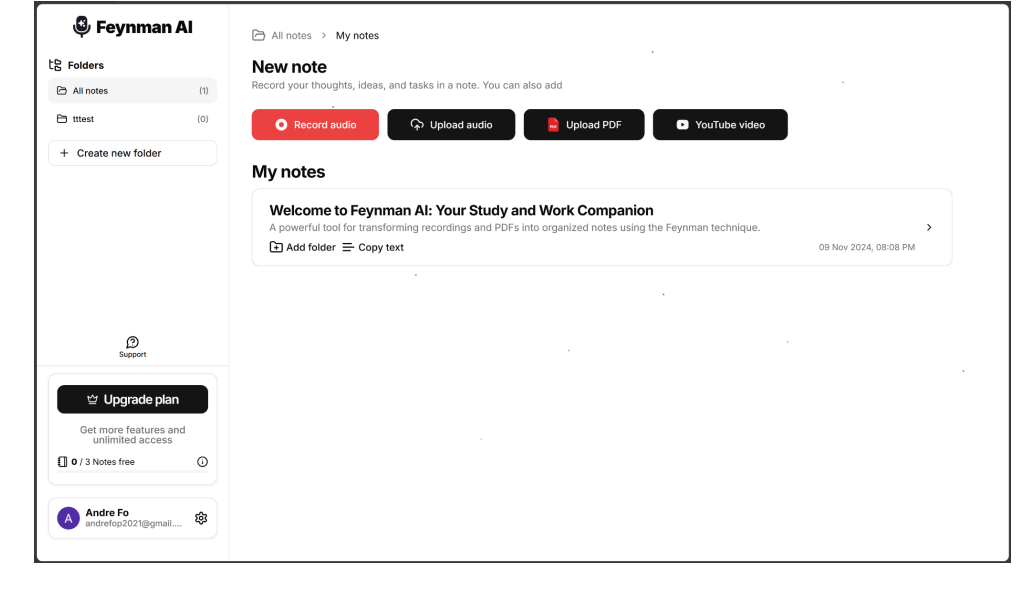 Feynman AI
Folders
All notes (1)
tttest (0)
+ Create new folder
Support
Upgrade plan
Get more features and
unlimited access
0 / 3 Notes free
A
Andre Fo
andrefop2021@gmail....
All notes > My notes
New note
Record your thoughts, ideas, and tasks in a note. You can also add
Record audio Upload audio PDF Upload PDF YouTube video
My notes
Welcome to Feynman AI: Your Study and Work Companion
A powerful tool for transforming recordings and PDFs into organized notes using the Feynman technique.
Add folder Copy text 09 Nov 2024, 08:08 PM